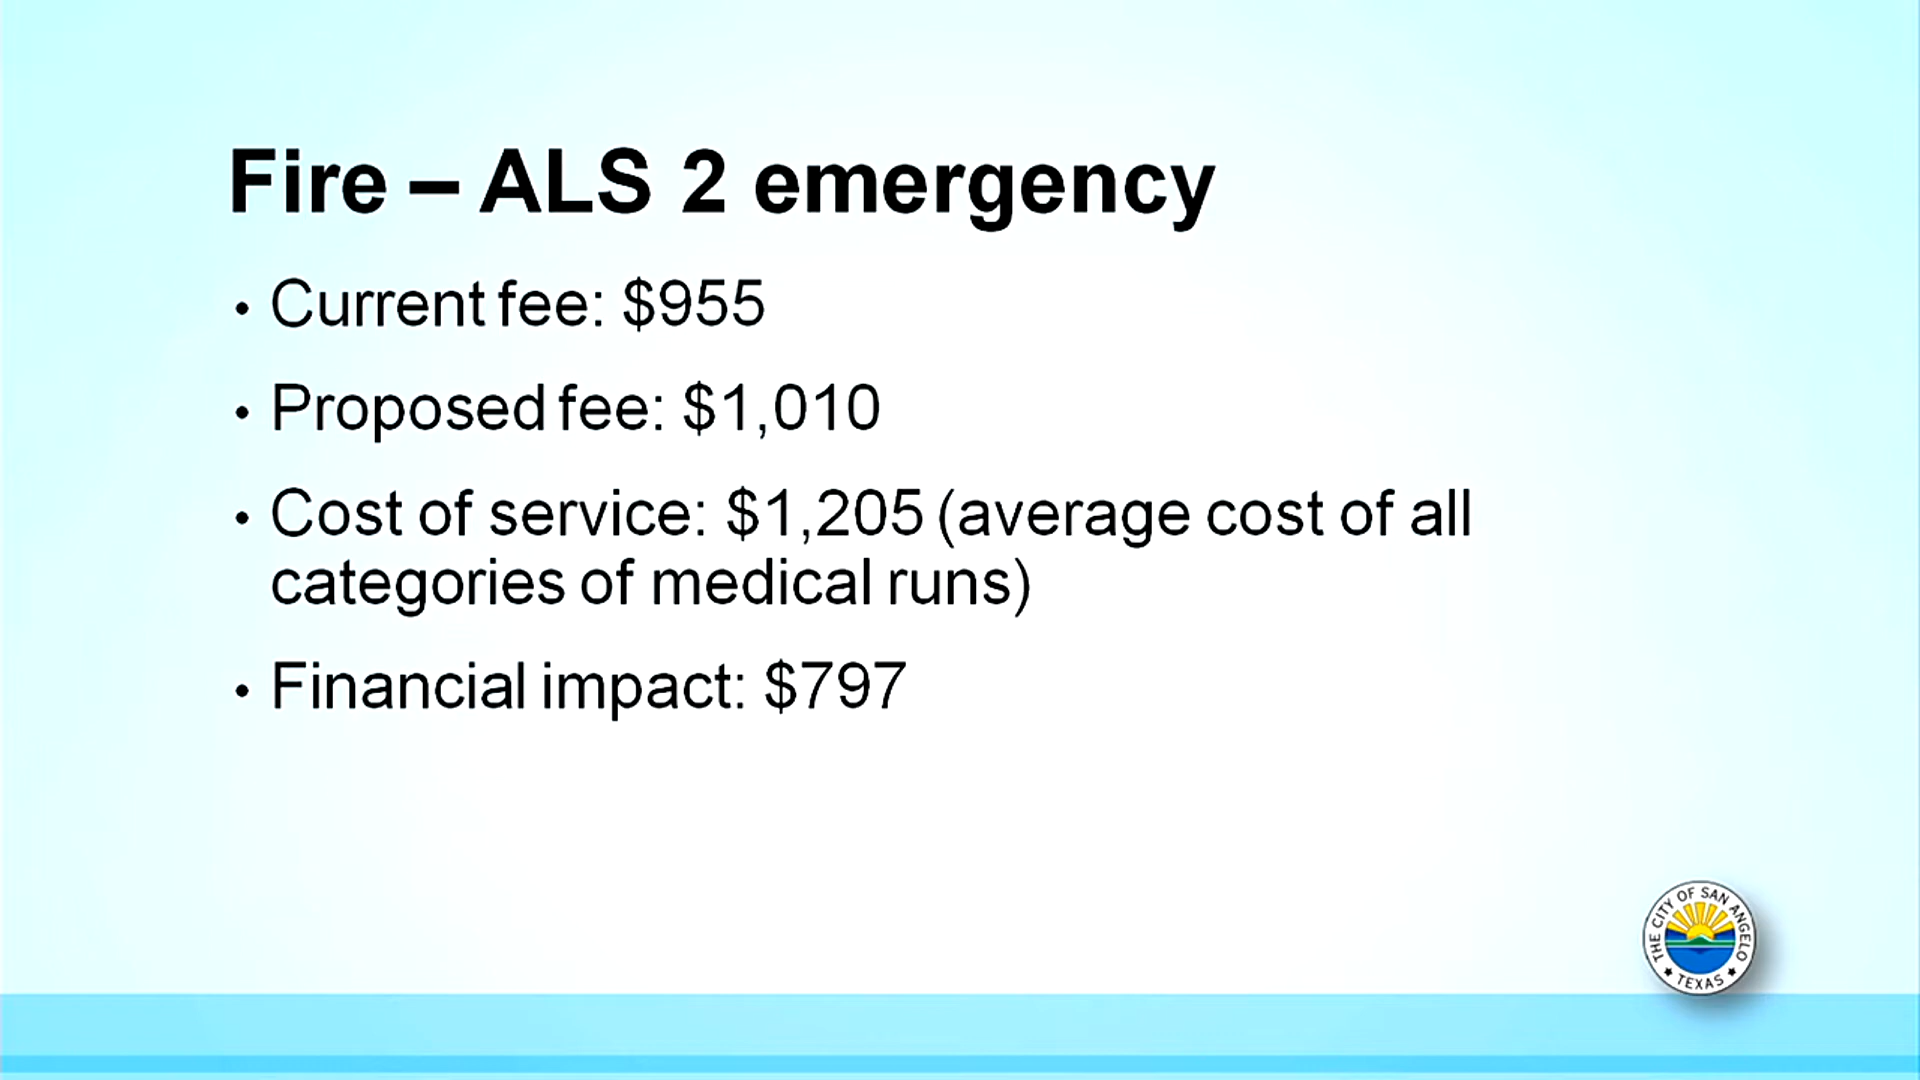 Fire – ALS 2 emergency
• Current fee: $955
• Proposed fee: $1,010
• Cost of service: $1,205 (average cost of all
categories of medical runs)
• Financial impact: $797
THE CITY OF SAN ANGELO
★ TEXAS ★